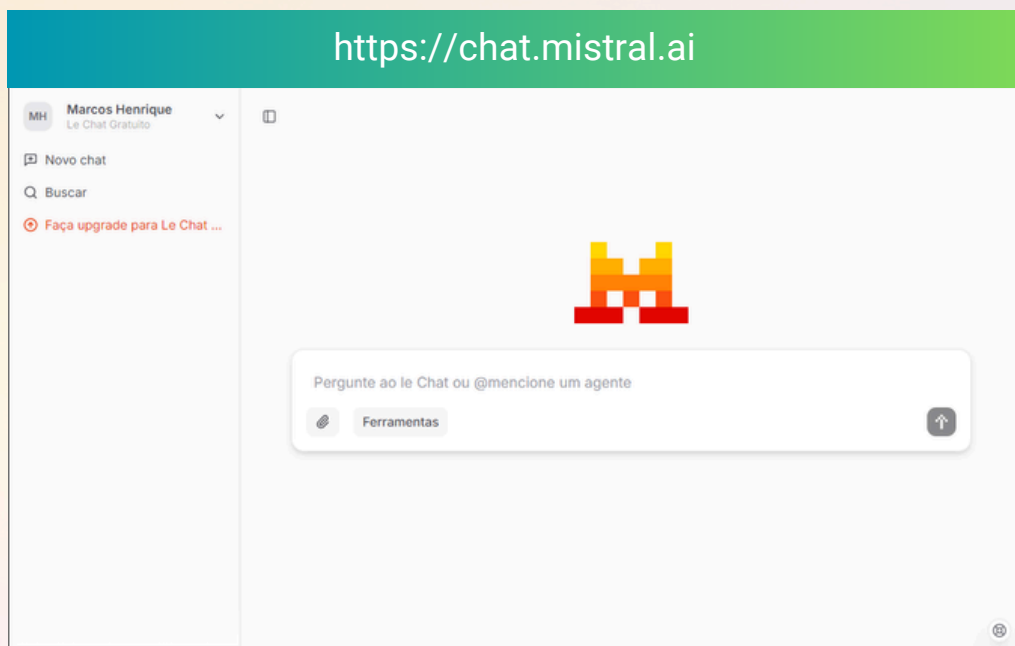 https://chat.mistral.ai
MH
Marcos Henrique
Le Chat Gratuito
Novo chat
Buscar
Faça upgrade para Le Chat ...
Pergunte ao le Chat ou @mencione um agente
Ferramentas